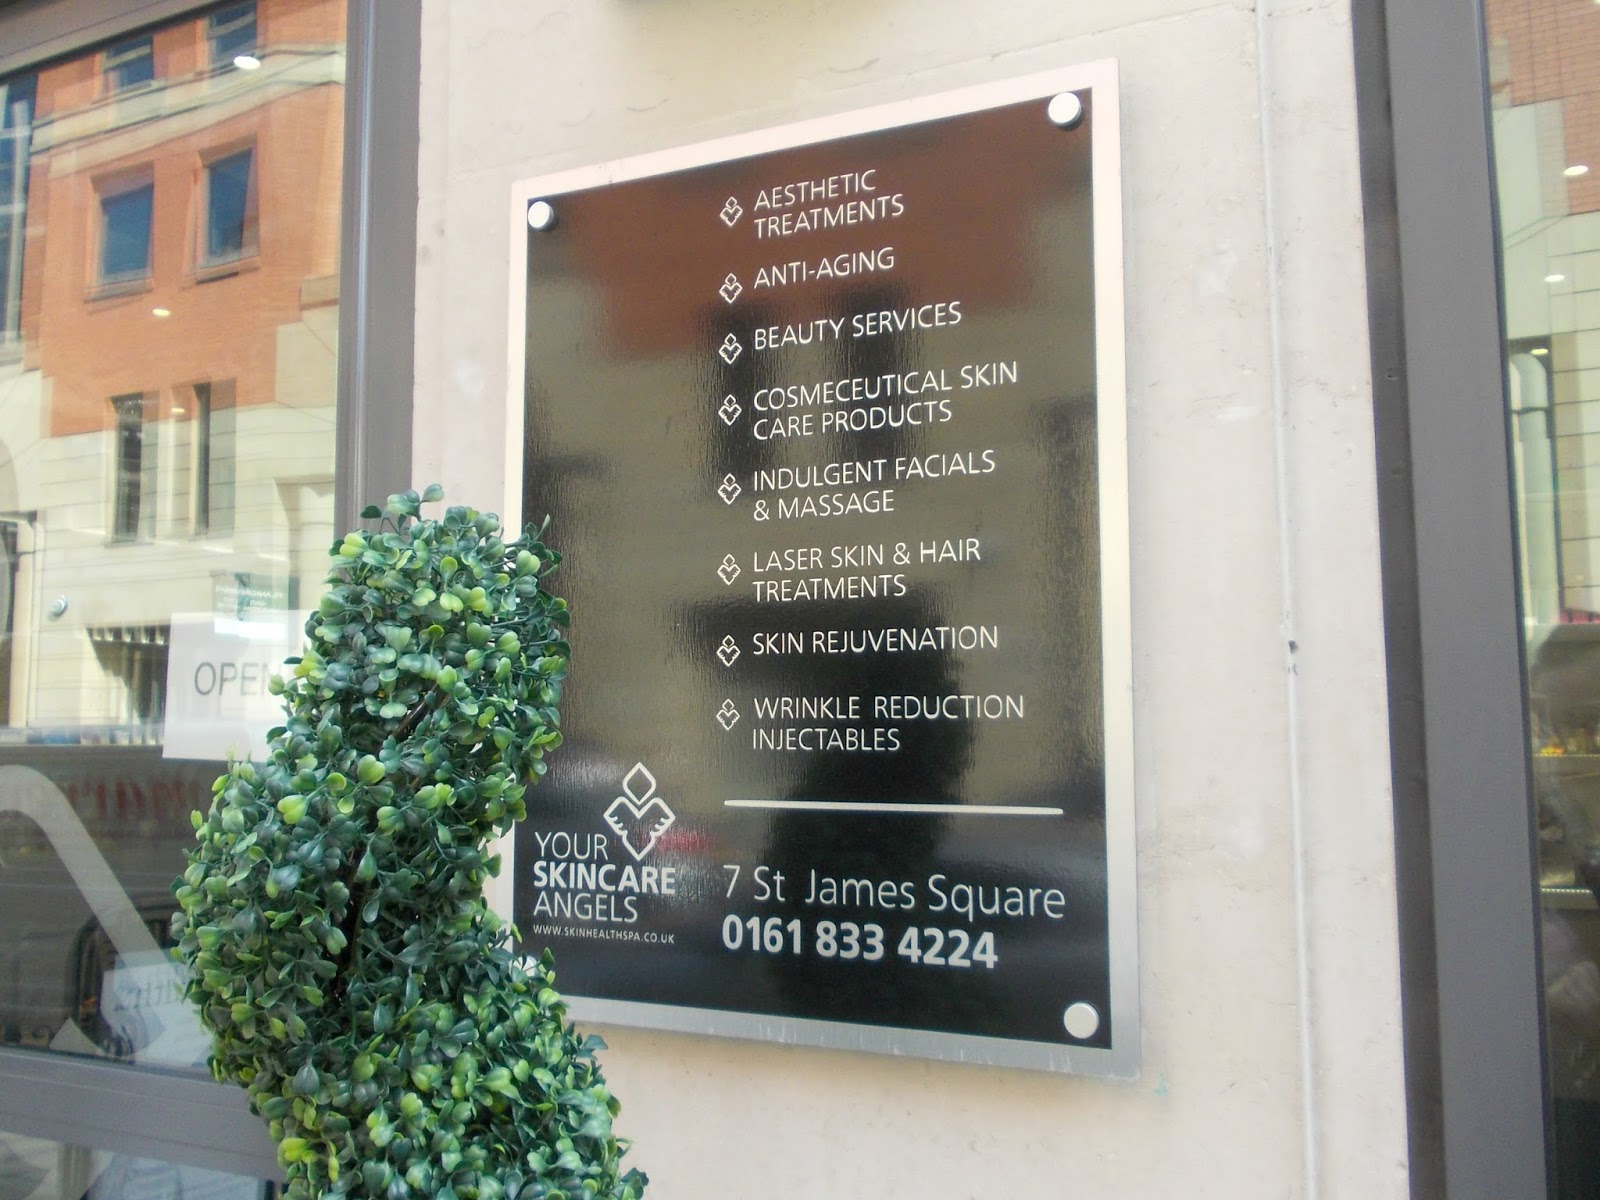 AESTHETIC
TREATMENTS
ANTI-AGING
BEAUTY SERVICES
COSMECEUTICAL SKIN
CARE PRODUCTS
INDULGENT FACIALS
& MASSAGE
LASER SKIN & HAIR
TREATMENTS
SKIN REJUVENATION
WRINKLE REDUCTION
INJECTABLES
YOUR
SKINCARE
ANGELS
WWW.SKINHEALTHSPA.CO.UK
7 St James Square
0161 833 4224
OPEN